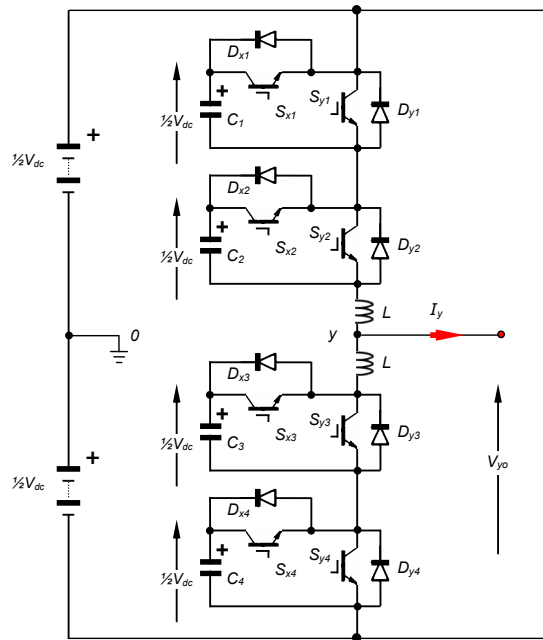 Dx1
+
C1
Sx1
Sy1
Dy1
½Vdc
+
½Vdc
Dx2
+
C2
Sx2
Sy2
Dy2
½Vdc
L
Iy
y
0
L
Dx3
+
C3
Sx3
Sy3
Dy3
½Vdc
Vyo
+
½Vdc
Dx4
+
C4
Sx4
Sy4
Dy4
½Vdc